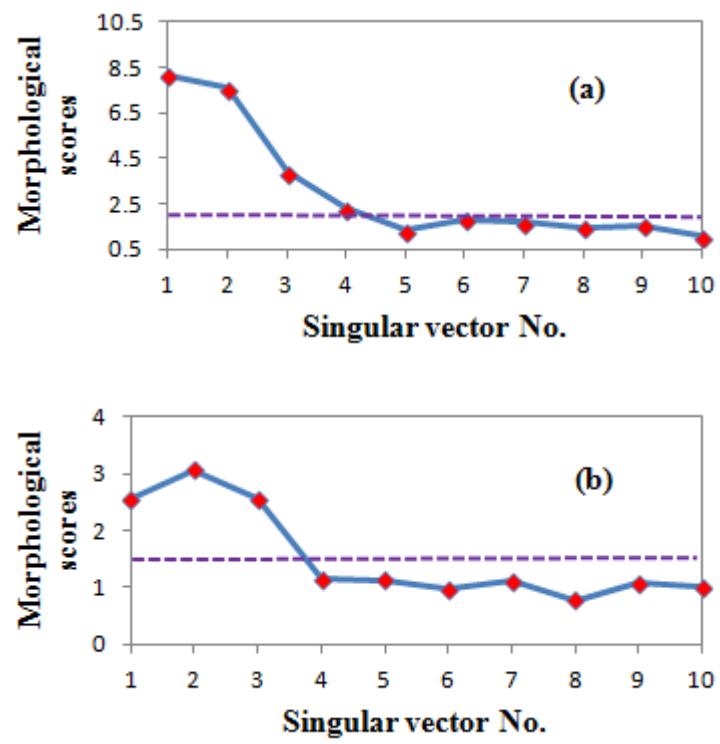 10.5
8.5
6.5
4.5
2.5
0.5
Morphological
scores
(a)
1 2 3 4 5 6 7 8 9 10
Singular vector No.
4
3
2
1
0
Morphological
scores
(b)
1 2 3 4 5 6 7 8 9 10
Singular vector No.